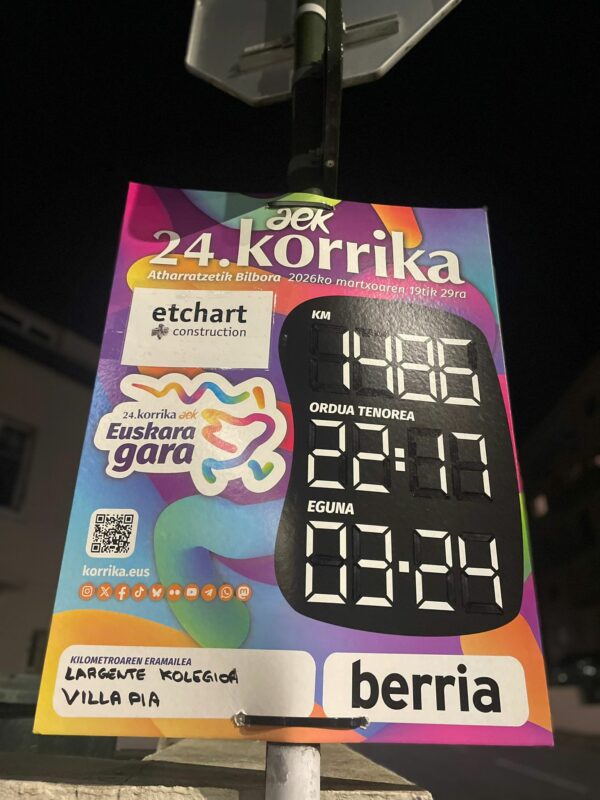 aek
24.korrika
Atharratzetik Bilbora 2026ko martxoaren 19tik 29ra
etchart
construction
KM
1486
24.korrika aek
Euskara
gara
ORDUA TENOREA
22:17
EGUNA
03·24
korrika.eus
KILOMETROAREN ERAMAILEA
LARGENTE KOLEGIOA
VILLA PIA
berria